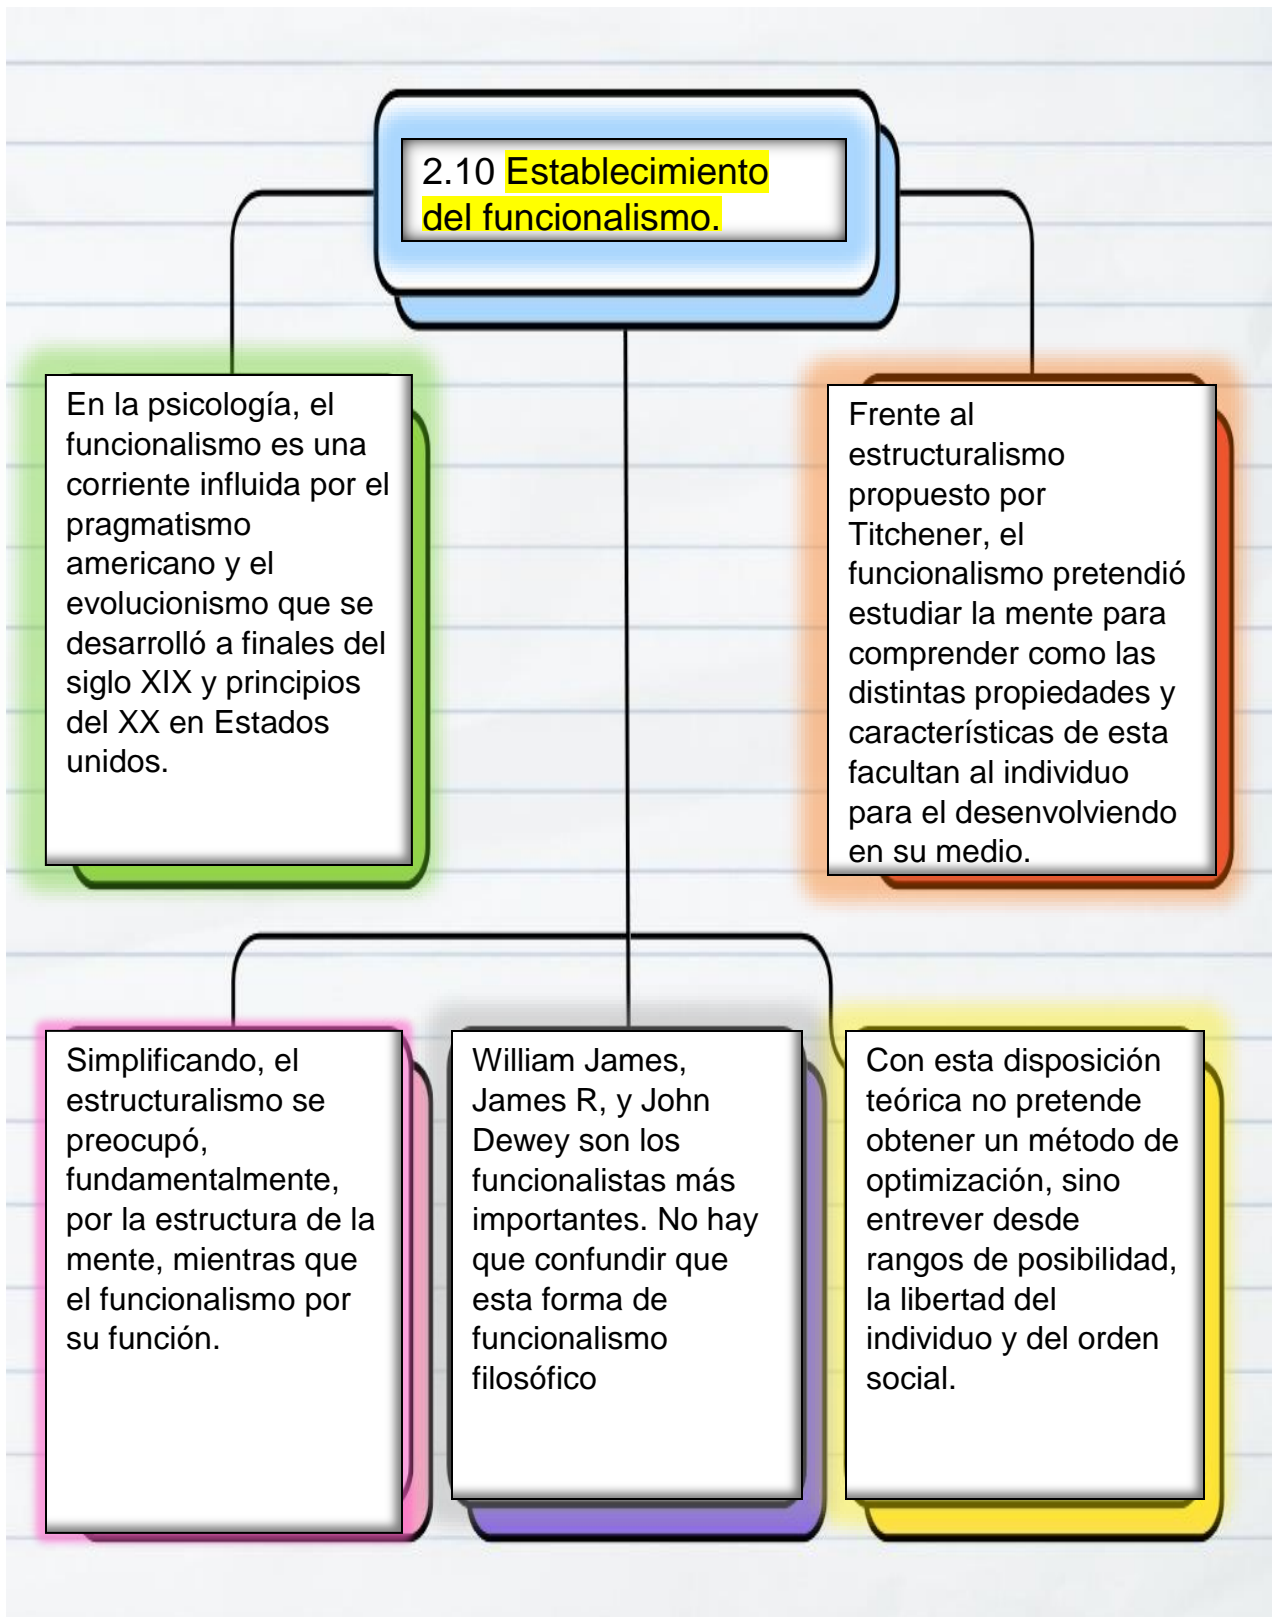 2.10 Establecimiento
del funcionalismo.
En la psicología, el
funcionalismo es una
corriente influida por el
pragmatismo
americano y el
evolucionismo que se
desarrolló a finales del
siglo XIX y principios
del XX en Estados
unidos.
Frente al
estructuralismo
propuesto por
Titchener, el
funcionalismo pretendió
estudiar la mente para
comprender como las
distintas propiedades y
características de esta
facultan al individuo
para el desenvolviendo
en su medio.
Simplificando, el
estructuralismo se
preocupó,
fundamentalmente,
por la estructura de la
mente, mientras que
el funcionalismo por
su función.
William James,
James R, y John
Dewey son los
funcionalistas más
importantes. No hay
que confundir que
esta forma de
funcionalismo
filosófico
Con esta disposición
teórica no pretende
obtener un método de
optimización, sino
entrever desde
rangos de posibilidad,
la libertad del
individuo y del orden
social.